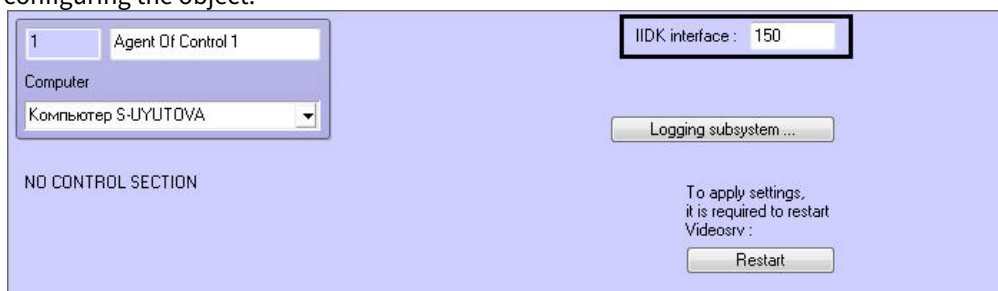 configuring the object.
1
Agent Of Control 1
IIDK interface : 150
Computer
Компьютер S-UYUTOVA
Logging subsystem ...
NO CONTROL SECTION
To apply settings,
it is required to restart
Videosrv :
Restart